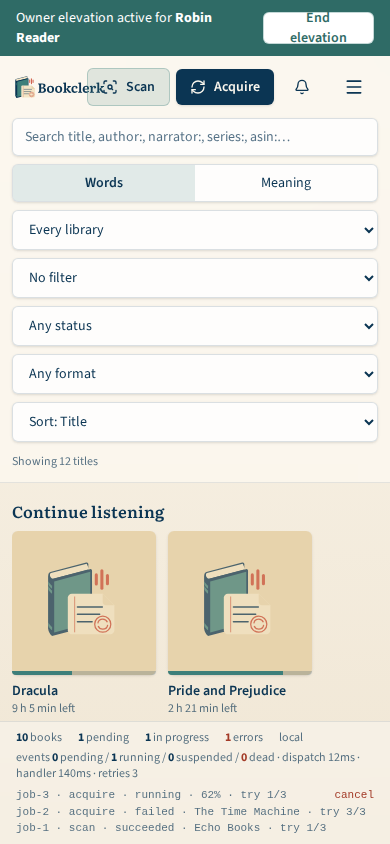 Owner elevation active for Robin
Reader
End
elevation
Bookclerk
Scan
Acquire
Search title, author:, narrator:, series:, asin:…
Words
Meaning
Every library
No filter
Any status
Any format
Sort: Title
Showing 12 titles
Continue listening
Dracula
9 h 5 min left
Pride and Prejudice
2 h 21 min left
10 books 1 pending 1 in progress 1 errors local
events 0 pending / 1 running / 0 suspended / 0 dead · dispatch 12ms ·
handler 140ms · retries 3
job-3 · acquire · running · 62% · try 1/3 cancel
job-2 · acquire · failed · The Time Machine · try 3/3
job-1 · scan · succeeded · Echo Books · try 1/3